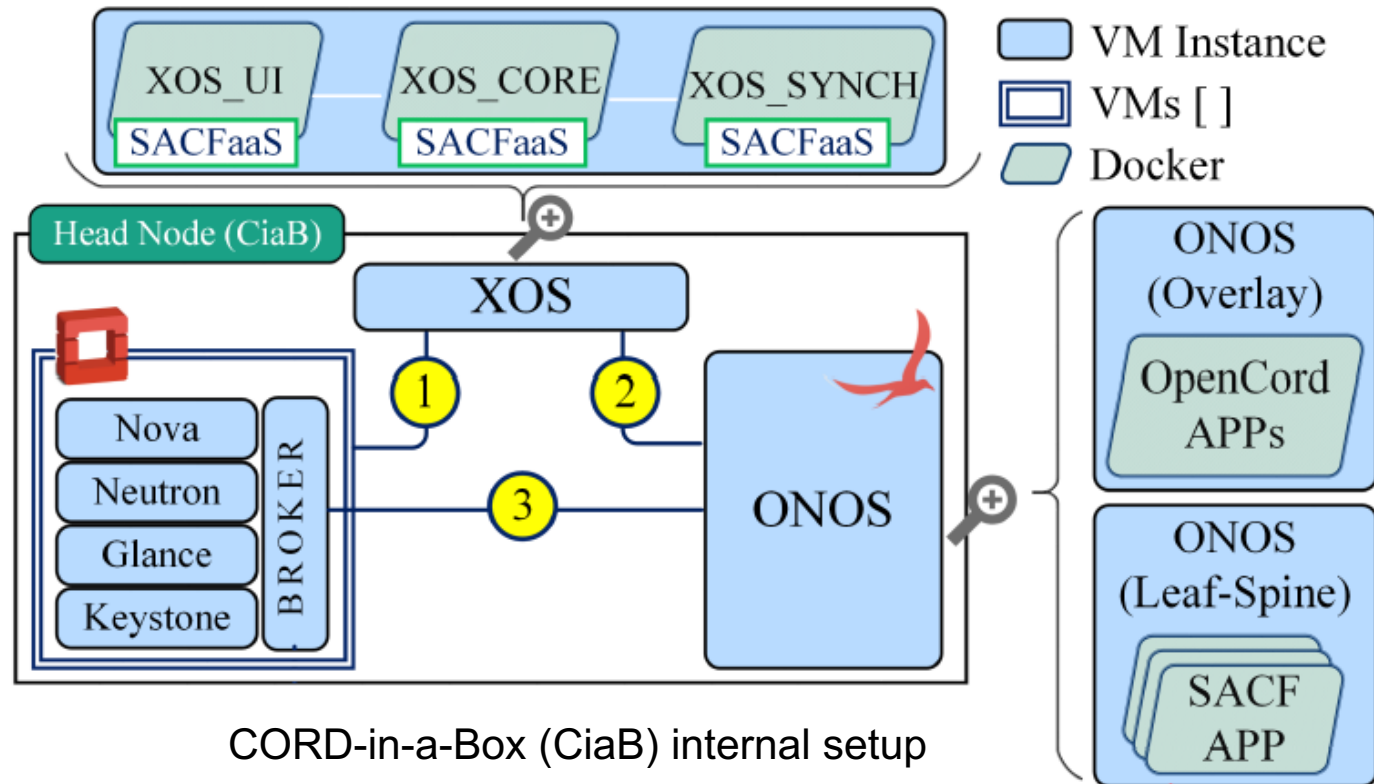 XOS_UI
SACFaaS
XOS_CORE
SACFaaS
XOS_SYNCH
SACFaaS
VM Instance
VMs [ ]
Docker
Head Node (CiaB)
XOS
1
2
3
Nova
Neutron
Glance
Keystone
BROKER
ONOS
ONOS
(Overlay)
OpenCord
APPs
ONOS
(Leaf-Spine)
SACF
APP
CORD-in-a-Box (CiaB) internal setup